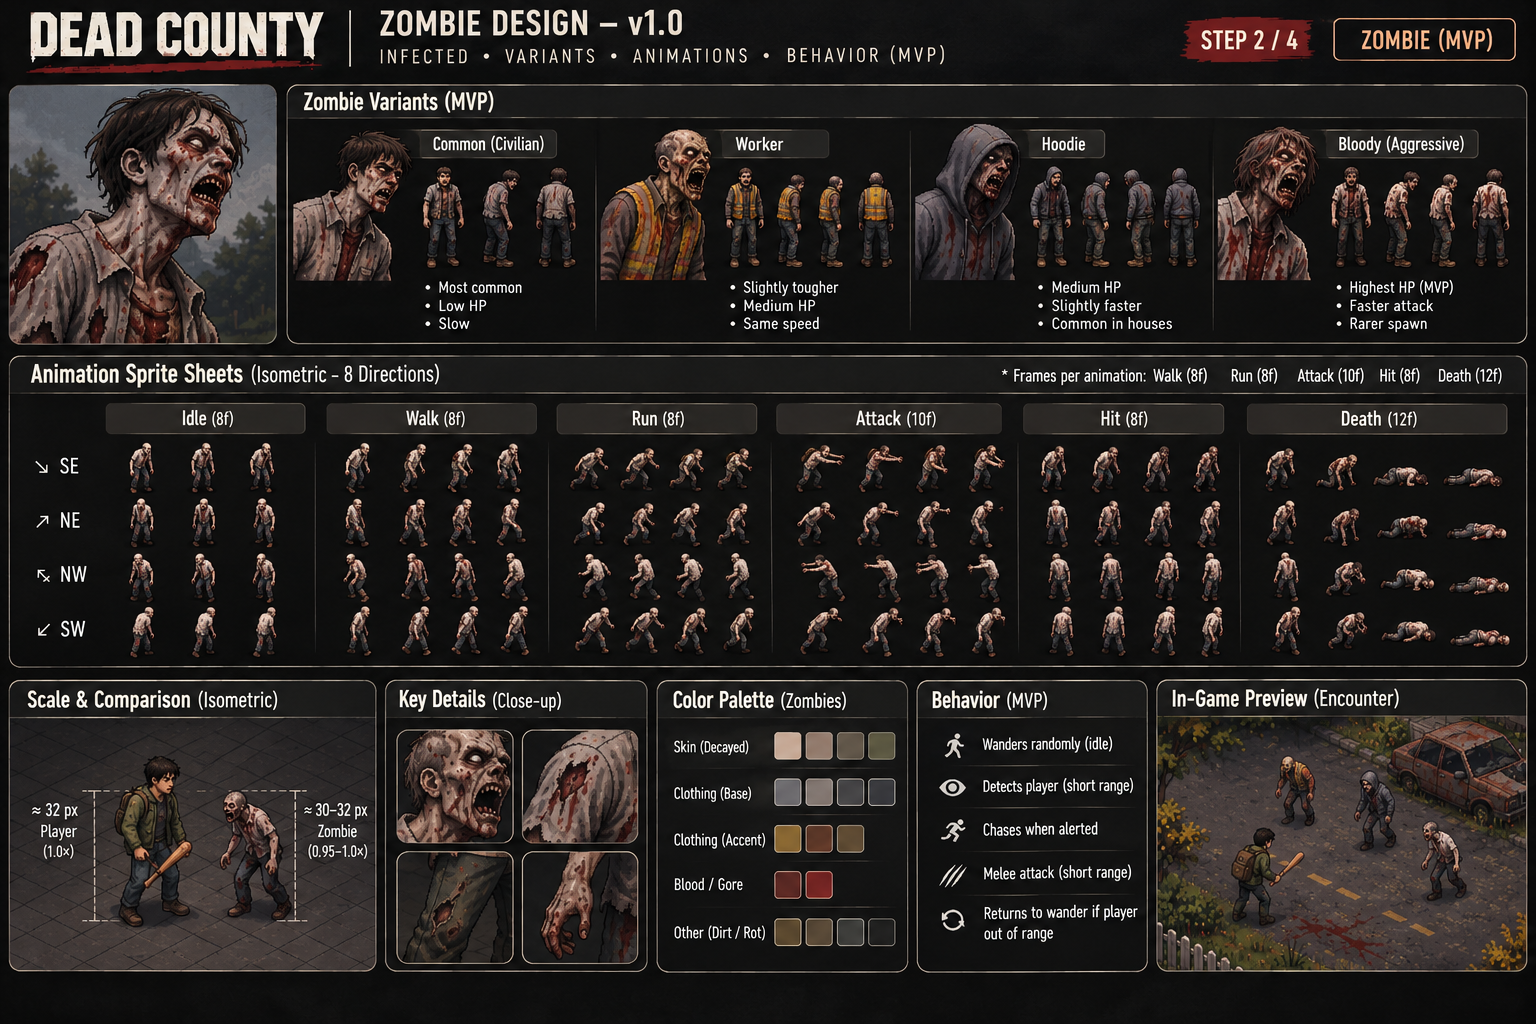 DEAD COUNTY
ZOMBIE DESIGN – v1.0
INFECTED • VARIANTS • ANIMATIONS • BEHAVIOR (MVP)
STEP 2 / 4
ZOMBIE (MVP)
Zombie Variants (MVP)
Common (Civilian)
• Most common
• Low HP
• Slow
Worker
• Slightly tougher
• Medium HP
• Same speed
Hoodie
• Medium HP
• Slightly faster
• Common in houses
Bloody (Aggressive)
• Highest HP (MVP)
• Faster attack
• Rarer spawn
Animation Sprite Sheets (Isometric – 8 Directions)
* Frames per animation: Walk (8f) Run (8f) Attack (10f) Hit (8f) Death (12f)
Idle (8f)
Walk (8f)
Run (8f)
Attack (10f)
Hit (8f)
Death (12f)
↘ SE
↗ NE
↖ NW
↙ SW
Scale & Comparison (Isometric)
≈ 32 px
Player
(1.0×)
≈ 30–32 px
Zombie
(0.95–1.0×)
Key Details (Close-up)
Color Palette (Zombies)
Skin (Decayed)
Clothing (Base)
Clothing (Accent)
Blood / Gore
Other (Dirt / Rot)
Behavior (MVP)
Wanders randomly (idle)
Detects player (short range)
Chases when alerted
Melee attack (short range)
Returns to wander if player
out of range
In-Game Preview (Encounter)